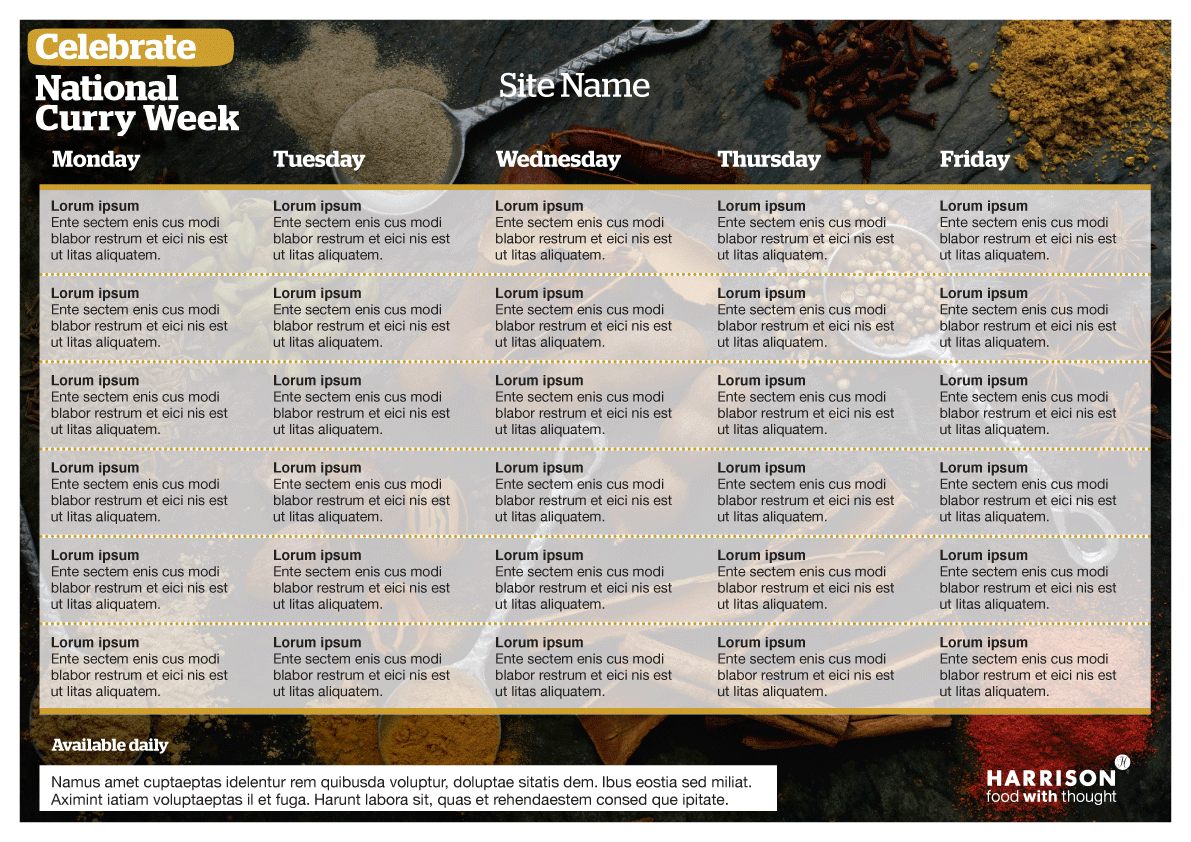 Celebrate
National
Curry Week
Site Name
Monday Tuesday Wednesday Thursday Friday
Lorum ipsum Lorum ipsum Lorum ipsum Lorum ipsum Lorum ipsum
Ente sectem enis cus modi Ente sectem enis cus modi Ente sectem enis cus modi Ente sectem enis cus modi Ente sectem enis cus modi
blabor restrum et eici nis est blabor restrum et eici nis est blabor restrum et eici nis est blabor restrum et eici nis est blabor restrum et eici nis est
ut litas aliquatem. ut litas aliquatem. ut litas aliquatem. ut litas aliquatem. ut litas aliquatem.
Lorum ipsum Lorum ipsum Lorum ipsum Lorum ipsum Lorum ipsum
Ente sectem enis cus modi Ente sectem enis cus modi Ente sectem enis cus modi Ente sectem enis cus modi Ente sectem enis cus modi
blabor restrum et eici nis est blabor restrum et eici nis est blabor restrum et eici nis est blabor restrum et eici nis est blabor restrum et eici nis est
ut litas aliquatem. ut litas aliquatem. ut litas aliquatem. ut litas aliquatem. ut litas aliquatem.
Lorum ipsum Lorum ipsum Lorum ipsum Lorum ipsum Lorum ipsum
Ente sectem enis cus modi Ente sectem enis cus modi Ente sectem enis cus modi Ente sectem enis cus modi Ente sectem enis cus modi
blabor restrum et eici nis est blabor restrum et eici nis est blabor restrum et eici nis est blabor restrum et eici nis est blabor restrum et eici nis est
ut litas aliquatem. ut litas aliquatem. ut litas aliquatem. ut litas aliquatem. ut litas aliquatem.
Lorum ipsum Lorum ipsum Lorum ipsum Lorum ipsum Lorum ipsum
Ente sectem enis cus modi Ente sectem enis cus modi Ente sectem enis cus modi Ente sectem enis cus modi Ente sectem enis cus modi
blabor restrum et eici nis est blabor restrum et eici nis est blabor restrum et eici nis est blabor restrum et eici nis est blabor restrum et eici nis est
ut litas aliquatem. ut litas aliquatem. ut litas aliquatem. ut litas aliquatem. ut litas aliquatem.
Lorum ipsum Lorum ipsum Lorum ipsum Lorum ipsum Lorum ipsum
Ente sectem enis cus modi Ente sectem enis cus modi Ente sectem enis cus modi Ente sectem enis cus modi Ente sectem enis cus modi
blabor restrum et eici nis est blabor restrum et eici nis est blabor restrum et eici nis est blabor restrum et eici nis est blabor restrum et eici nis est
ut litas aliquatem. ut litas aliquatem. ut litas aliquatem. ut litas aliquatem. ut litas aliquatem.
Lorum ipsum Lorum ipsum Lorum ipsum Lorum ipsum Lorum ipsum
Ente sectem enis cus modi Ente sectem enis cus modi Ente sectem enis cus modi Ente sectem enis cus modi Ente sectem enis cus modi
blabor restrum et eici nis est blabor restrum et eici nis est blabor restrum et eici nis est blabor restrum et eici nis est blabor restrum et eici nis est
ut litas aliquatem. ut litas aliquatem. ut litas aliquatem. ut litas aliquatem. ut litas aliquatem.
Available daily
Namus amet cuptaeptas idelentur rem quibusda voluptur, doluptae sitatis dem. Ibus eostia sed miliat.
Aximint iatiam voluptaeptas il et fuga. Harunt labora sit, quas et rehendaestem consed que ipitate.
H
HARRISON
food with thought